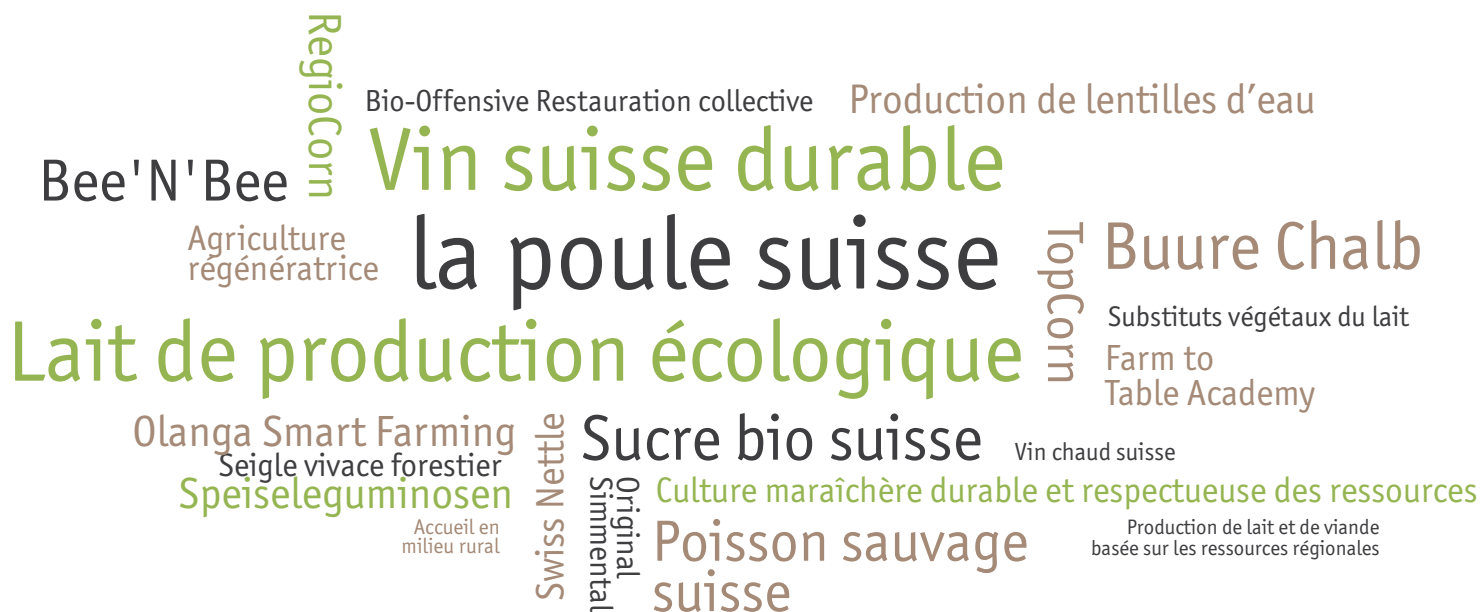 RegioCorn
Bio-Offensive Restauration collective
Production de lentilles d’eau
Vin suisse durable
Bee'N'Bee
Agriculture
régénératrice
la poule suisse
TopCorn
Buure Chalb
Substituts végétaux du lait
Lait de production écologique
Farm to
Table Academy
Olanga Smart Farming
Swiss Nettle
Sucre bio suisse
Vin chaud suisse
Seigle vivace forestier
Speiseleguminosen
Original
Simmental
Culture maraîchère durable et respectueuse des ressources
Accueil en
milieu rural
Poisson sauvage
suisse
Production de lait et de viande
basée sur les ressources régionales